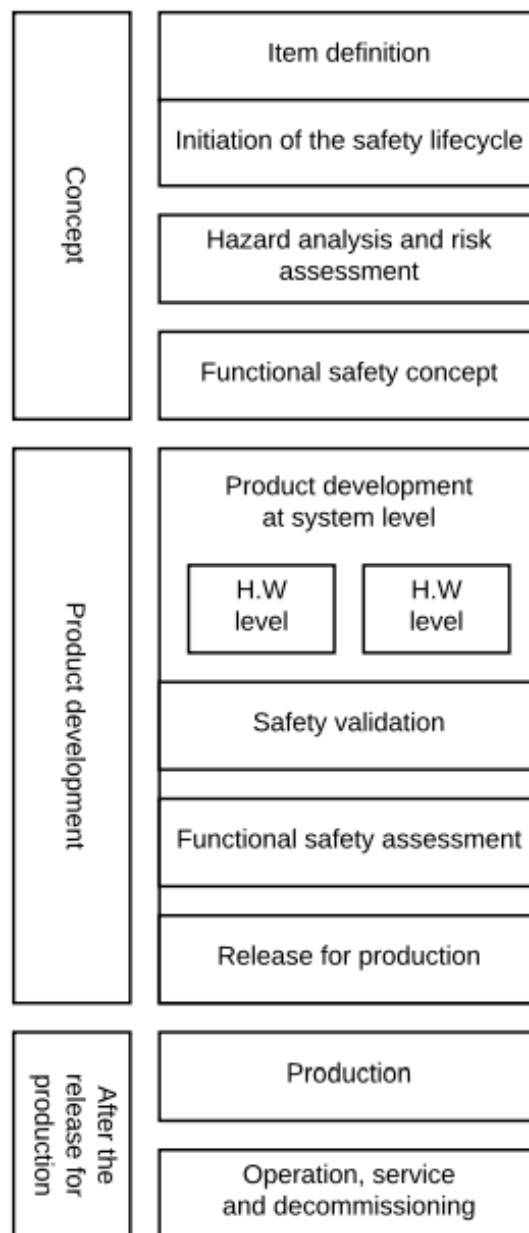 Concept
Item definition
Initiation of the safety lifecycle
Hazard analysis and risk
assessment
Functional safety concept
Product development
Product development
at system level
H.W
level
H.W
level
Safety validation
Functional safety assessment
Release for production
After the
release for
production
Production
Operation, service
and decommissioning